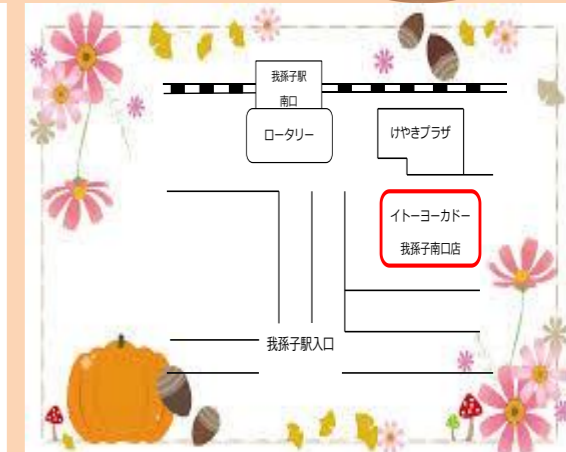 我孫子駅
南口
ロータリー
けやきプラザ
イトーヨーカドー
我孫子南口店
我孫子駅入口